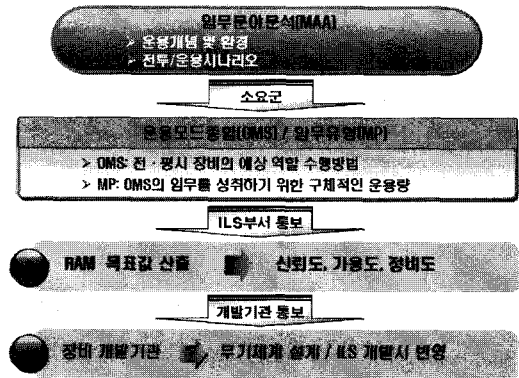 임무분야분석(MAA)
➢ 운용개념 및 환경
➢ 전투/운용시나리오
소요군
운용모드종합(OMS) / 임무유형(MP)
➢ OMS: 전 · 평시 장비의 예상 역할 수행방법
➢ MP: OMS의 임무를 성취하기 위한 구체적인 운용량
ILS부서 통보
RAM 목표값 산출 신뢰도, 가용도, 정비도
개발기관 통보
장비 개발기관 무기체계 설계 / ILS 개발시 반영